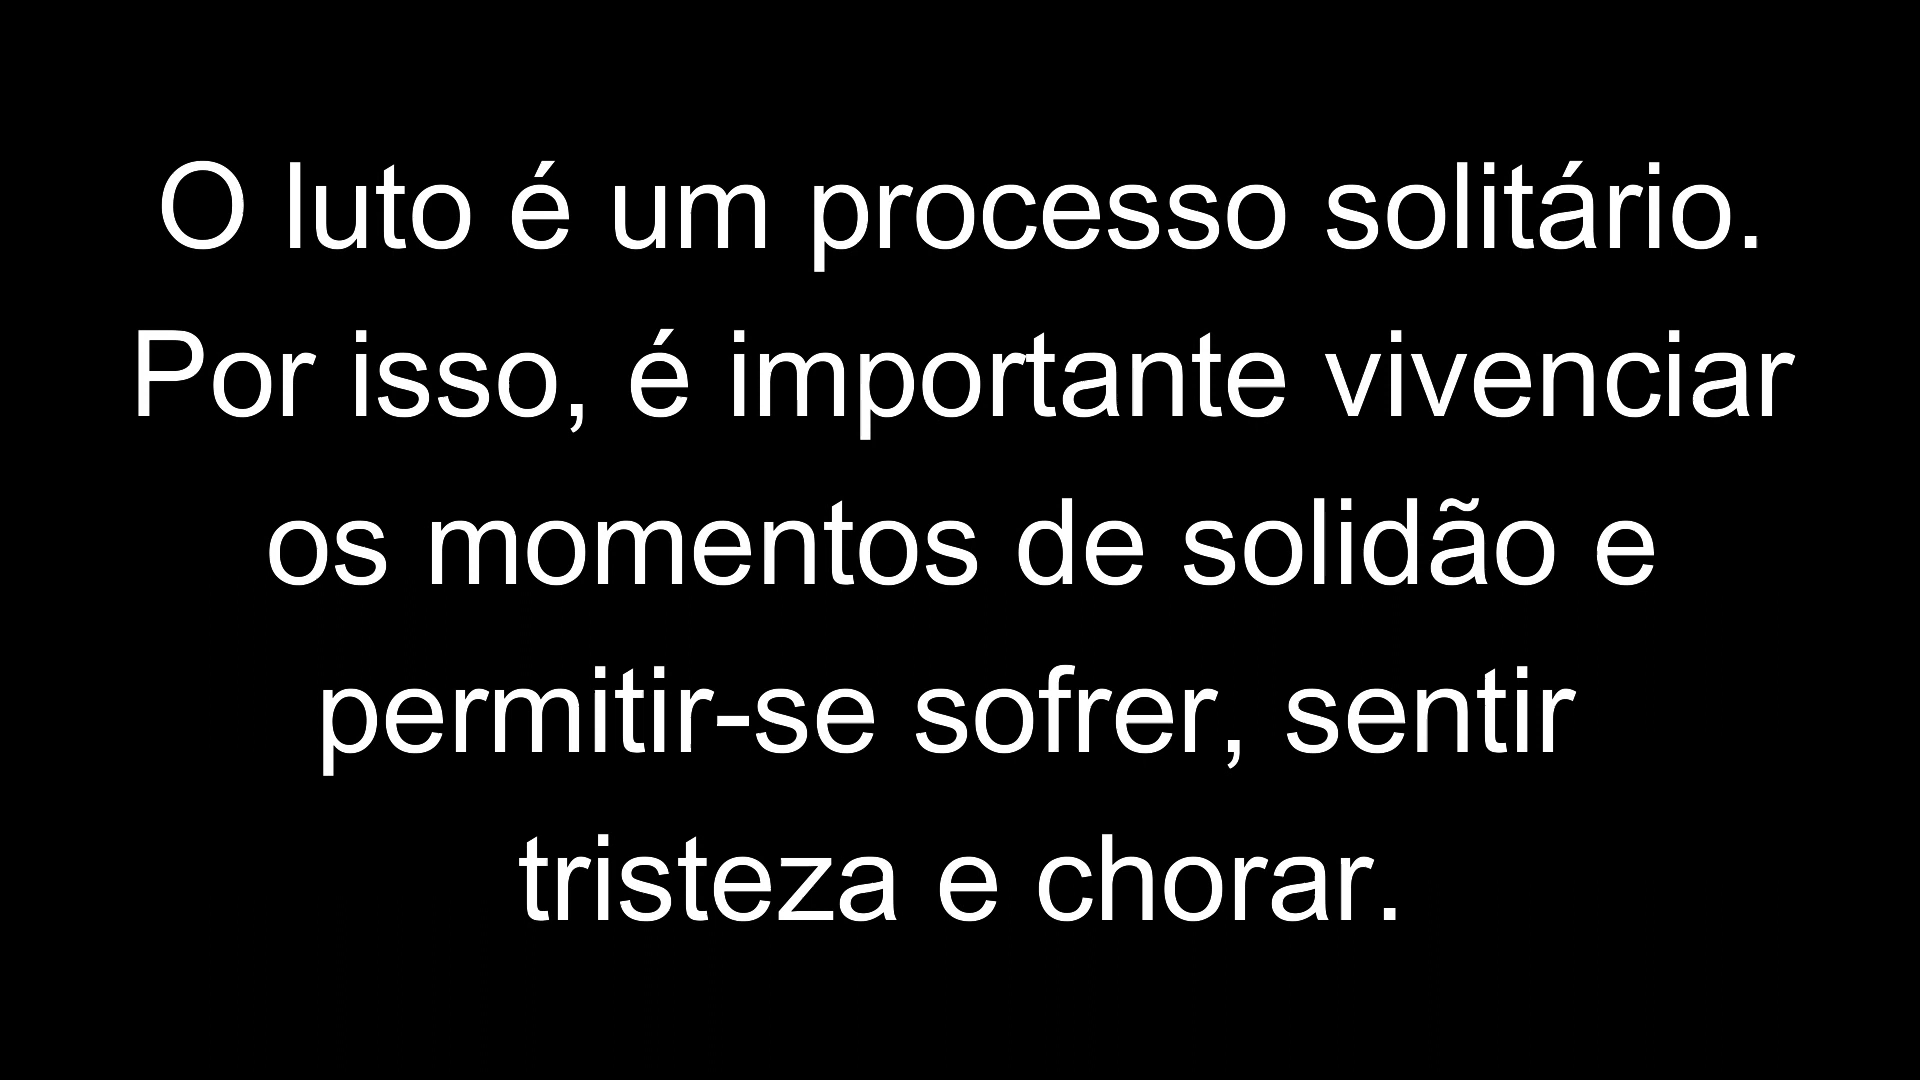 O luto é um processo solitário.
Por isso, é importante vivenciar
os momentos de solidão e
permitir-se sofrer, sentir
tristeza e chorar.